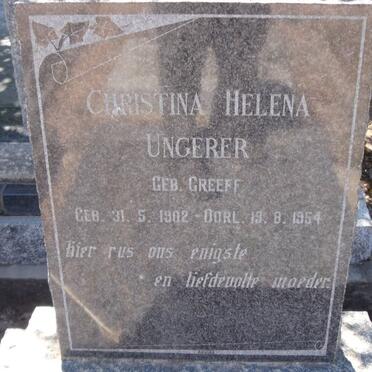 CHRISTINA HELENA
UNGERER
GEB. GREEFF
GEB. 31. 5. 1902 - OORL. 19. 8. 1954
Hier rus ons enigste
en liefdevolle moeder.